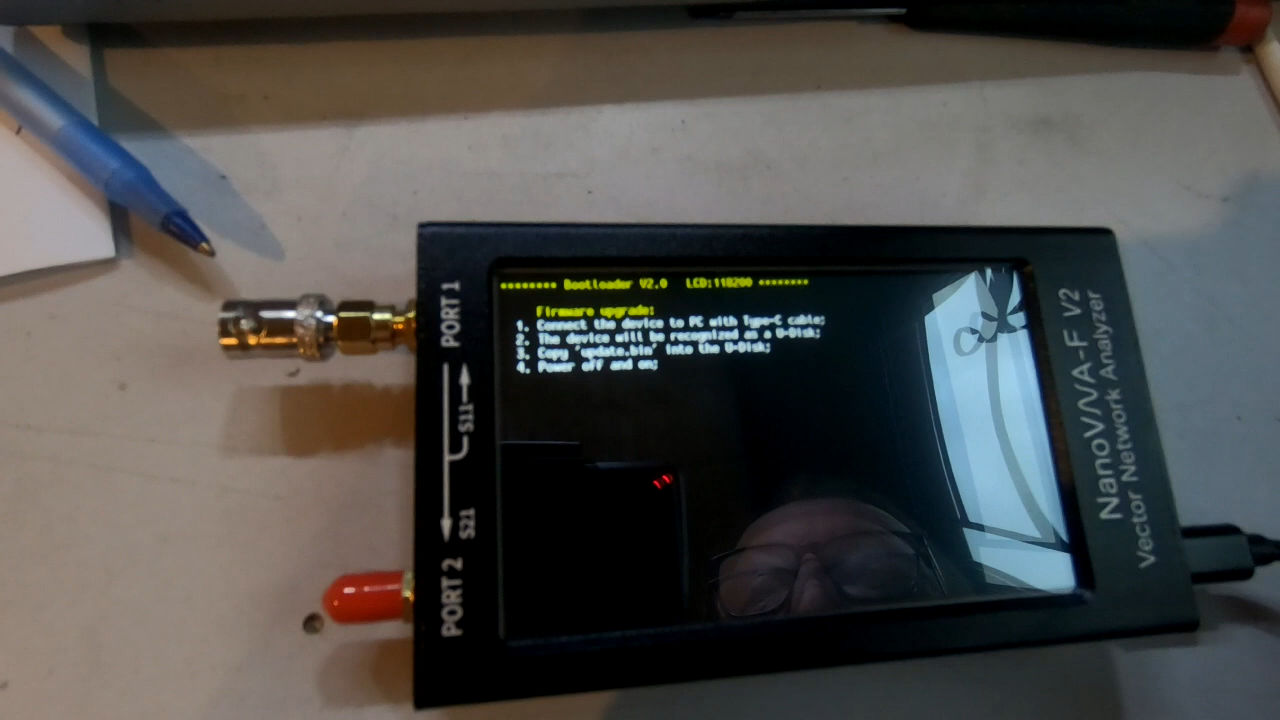 ******** Bootloader V2.0 LCD:118200 ********
Firmware upgrade:
1. Connect the device to PC with Type-C cable;
2. The device will be recognized as a U-Disk;
3. Copy 'update.bin' into the U-Disk;
4. Power off and on;
PORT 1
S11
S21
PORT 2
NanoVNA-F V2
Vector Network Analyzer